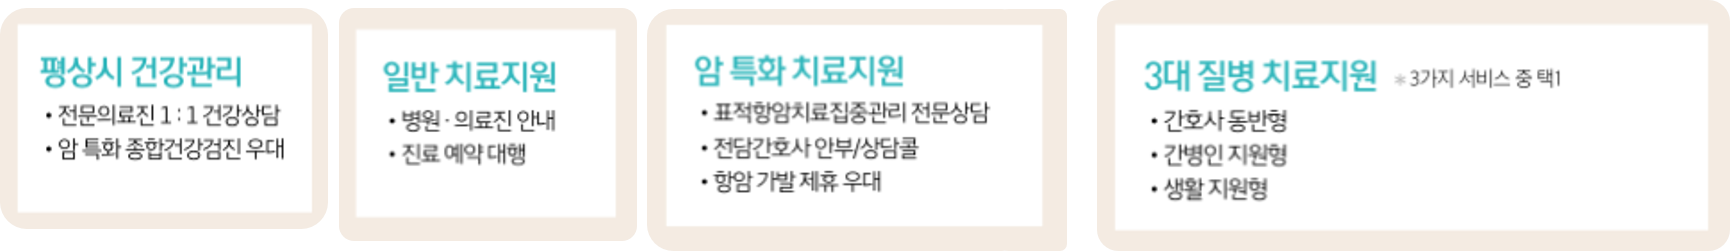 평상시 건강관리
• 전문의료진 1 : 1 건강상담
• 암 특화 종합건강검진 우대
일반 치료지원
• 병원 · 의료진 안내
• 진료 예약 대행
암 특화 치료지원
• 표적항암치료집중관리 전문상담
• 전담간호사 안부/상담콜
• 항암 가발 제휴 우대
3대 질병 치료지원 ※ 3가지 서비스 중 택1
• 간호사 동반형
• 간병인 지원형
• 생활 지원형